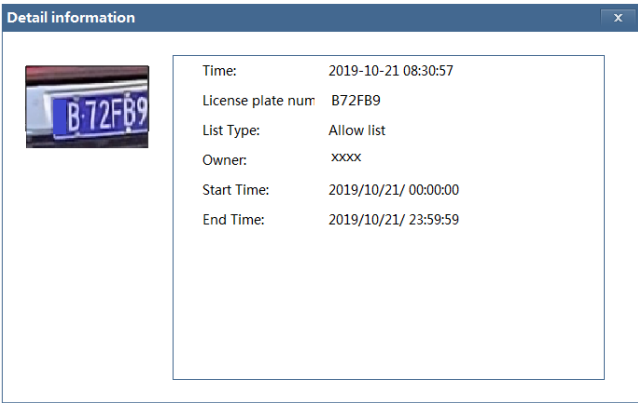 Detail information
x
B·72FB9
Time: 2019-10-21 08:30:57
License plate num B72FB9
List Type: Allow list
Owner: xxxx
Start Time: 2019/10/21/ 00:00:00
End Time: 2019/10/21/ 23:59:59